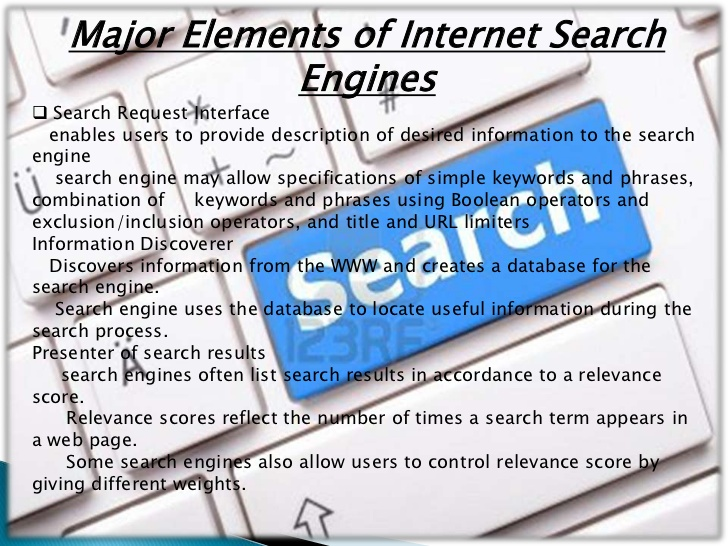 Major Elements of Internet Search
Engines
❑ Search Request Interface
enables users to provide description of desired information to the search
engine
search engine may allow specifications of simple keywords and phrases,
combination of keywords and phrases using Boolean operators and
exclusion/inclusion operators, and title and URL limiters
Information Discoverer
Discovers information from the WWW and creates a database for the
search engine.
Search engine uses the database to locate useful information during the
search process.
Presenter of search results
search engines often list search results in accordance to a relevance
score.
Relevance scores reflect the number of times a search term appears in
a web page.
Some search engines also allow users to control relevance score by
giving different weights.
Search
123RF
*
+
~
#
'
Ü
Ä